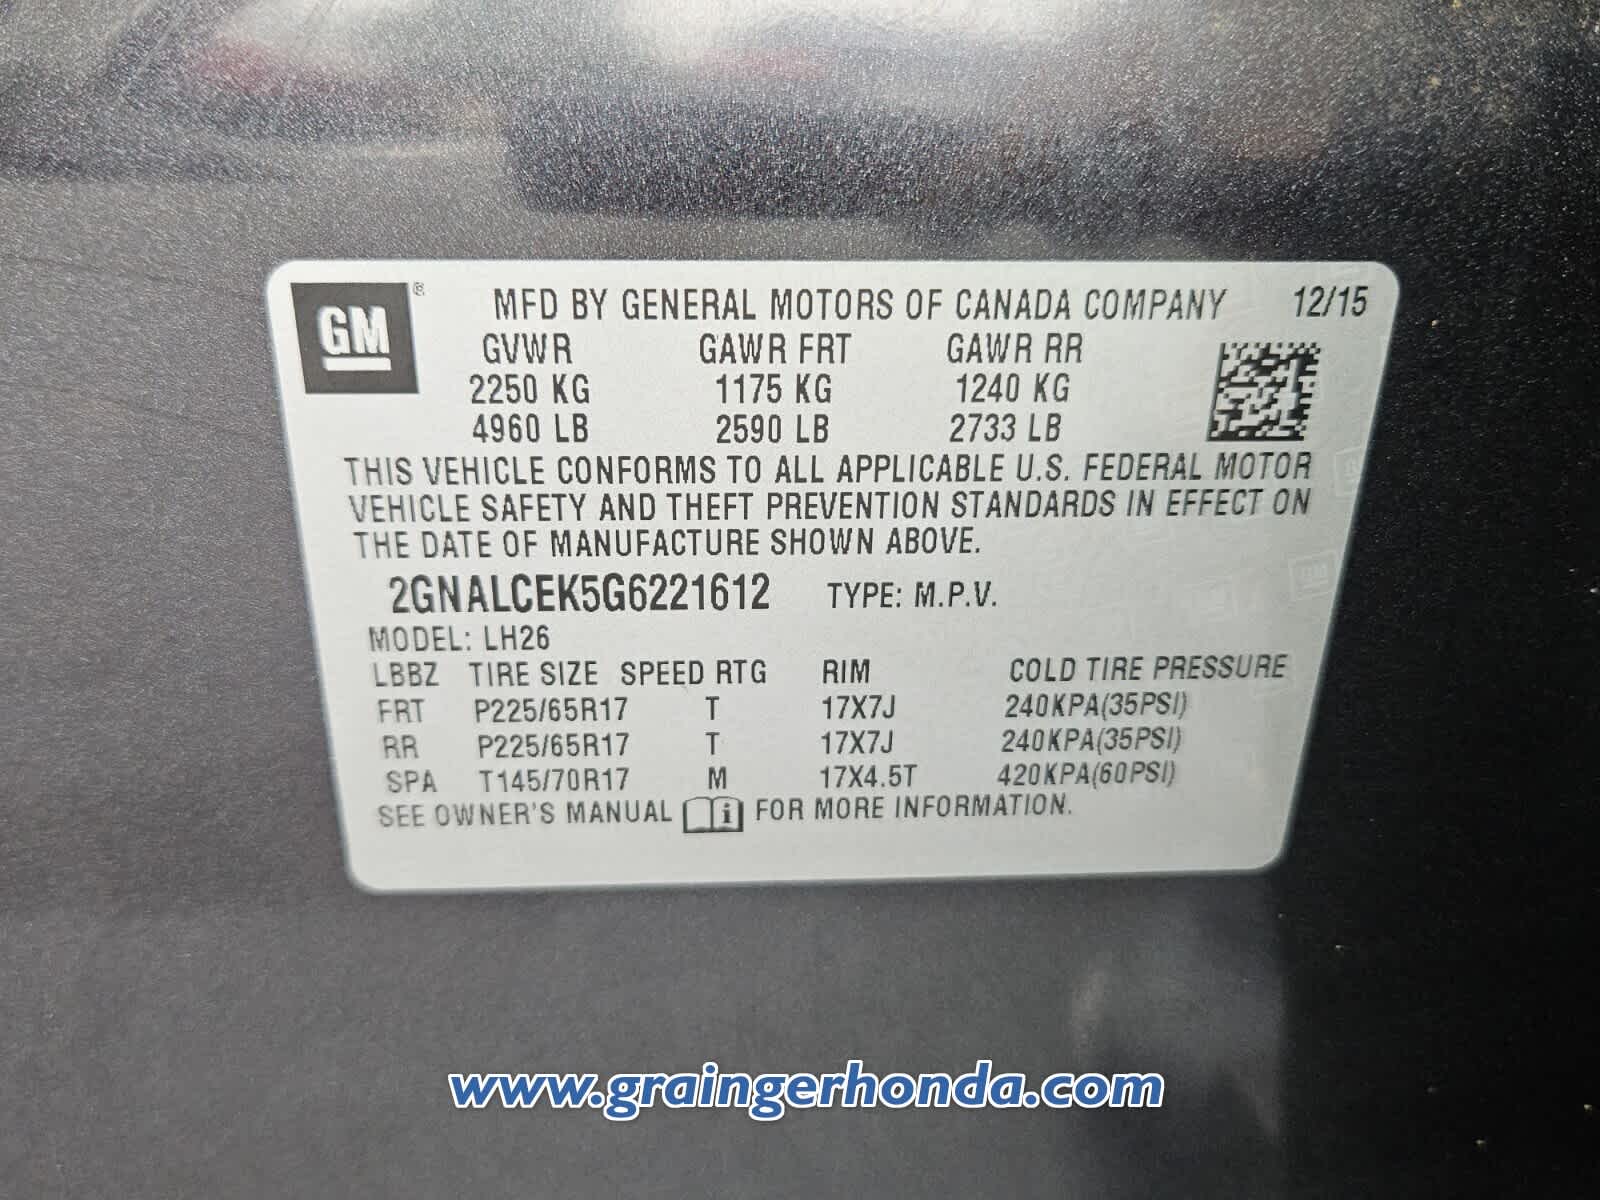 GM ® MFD BY GENERAL MOTORS OF CANADA COMPANY 12/15
GVWR GAWR FRT GAWR RR
2250 KG 1175 KG 1240 KG
4960 LB 2590 LB 2733 LB
THIS VEHICLE CONFORMS TO ALL APPLICABLE U.S. FEDERAL MOTOR
VEHICLE SAFETY AND THEFT PREVENTION STANDARDS IN EFFECT ON
THE DATE OF MANUFACTURE SHOWN ABOVE.
2GNALCEK5G6221612 TYPE: M.P.V.
MODEL: LH26
LBBZ TIRE SIZE SPEED RTG RIM COLD TIRE PRESSURE
FRT P225/65R17 T 17X7J 240KPA(35PSI)
RR P225/65R17 T 17X7J 240KPA(35PSI)
SPA T145/70R17 M 17X4.5T 420KPA(60PSI)
SEE OWNER'S MANUAL i FOR MORE INFORMATION.
www.graingerhonda.com